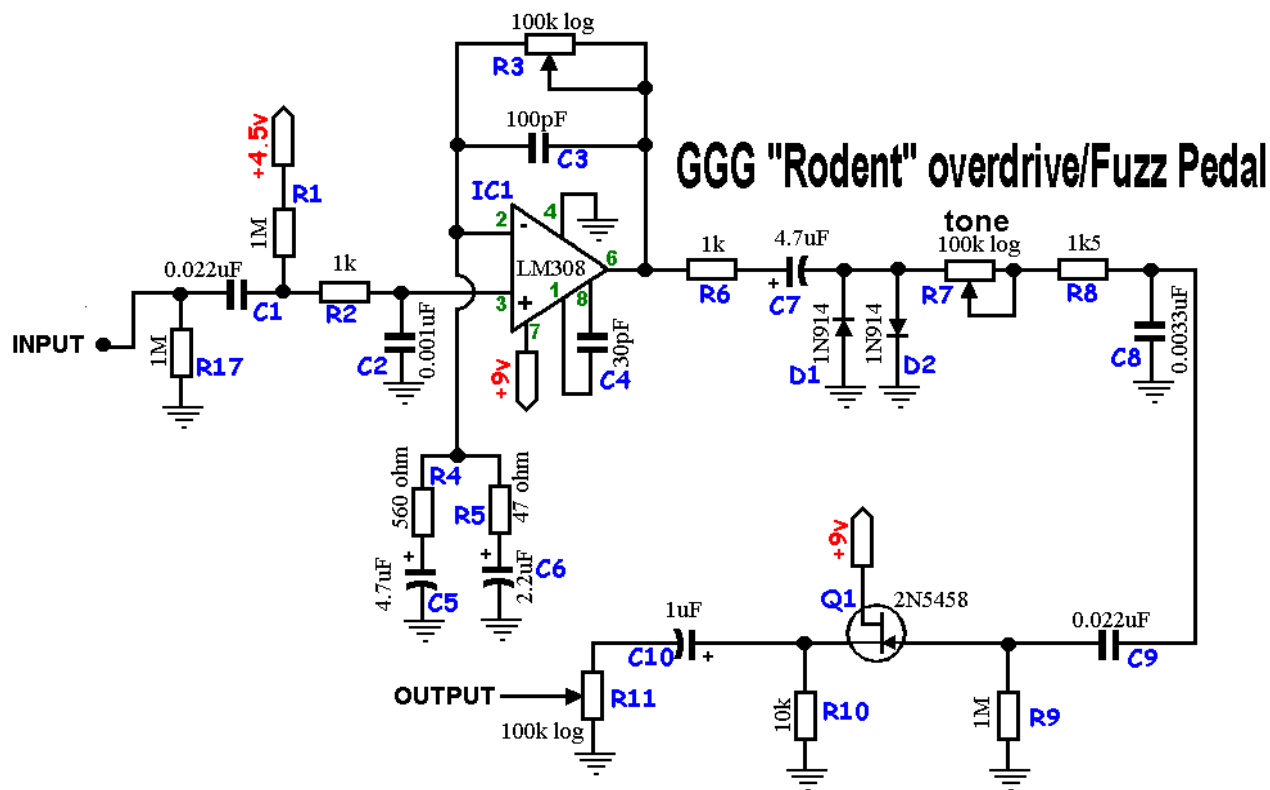 100k log
R3
100pF
C3
GGG "Rodent" overdrive/Fuzz Pedal
+4.5v
R1
1M
IC1
4
2
-
LM308
6
1
8
3
+
7
+9v
30pF
C4
0.022uF
C1
1k
R2
INPUT
1M
R17
C2
0.001uF
1k
R6
4.7uF
+
C7
1N914
D1
1N914
D2
tone
100k log
R7
1k5
R8
C8
0.0033uF
560 ohm
R4
R5
47 ohm
+
4.7uF
C5
+
2.2uF
C6
+9v
Q1
2N5458
0.022uF
C9
1uF
C10
+
OUTPUT
R11
100k log
10k
R10
1M
R9